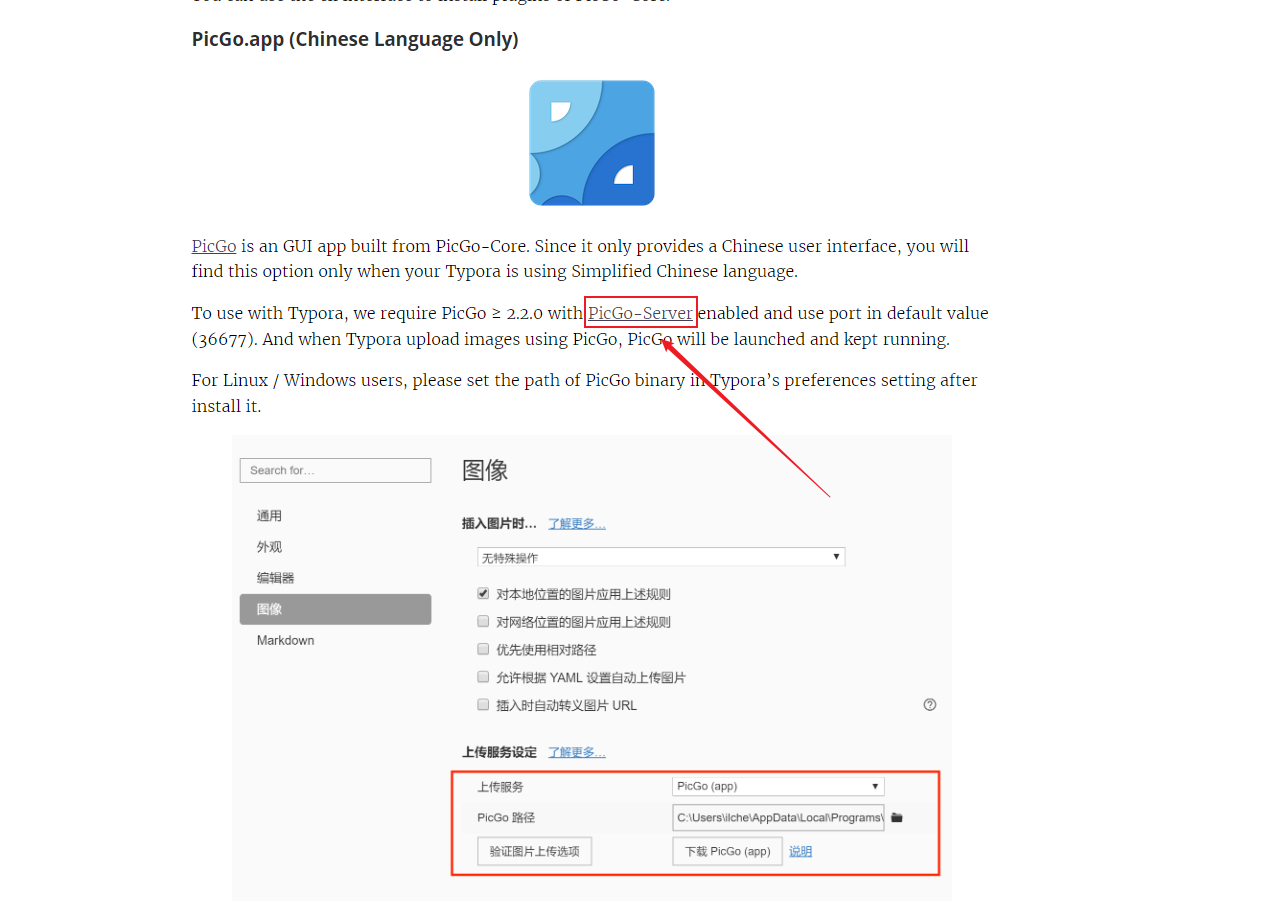 PicGo.app (Chinese Language Only)
PicGo is an GUI app built from PicGo-Core. Since it only provides a Chinese user interface, you will
find this option only when your Typora is using Simplified Chinese language.
To use with Typora, we require PicGo ≥ 2.2.0 with PicGo-Server enabled and use port in default value
(36677). And when Typora upload images using PicGo, PicGo will be launched and kept running.
For Linux / Windows users, please set the path of PicGo binary in Typora’s preferences setting after
install it.
Search for...
图像
通用
外观
编辑器
图像
Markdown
插入图片时... 了解更多...
无特殊操作
对本地位置的图片应用上述规则
对网络位置的图片应用上述规则
优先使用相对路径
允许根据 YAML 设置自动上传图片
插入时自动转义图片 URL
上传服务设定 了解更多...
上传服务 PicGo (app)
PicGo 路径 C:\Users\ilche\AppData\Local\Programs\
验证图片上传选项 下载 PicGo (app) 说明